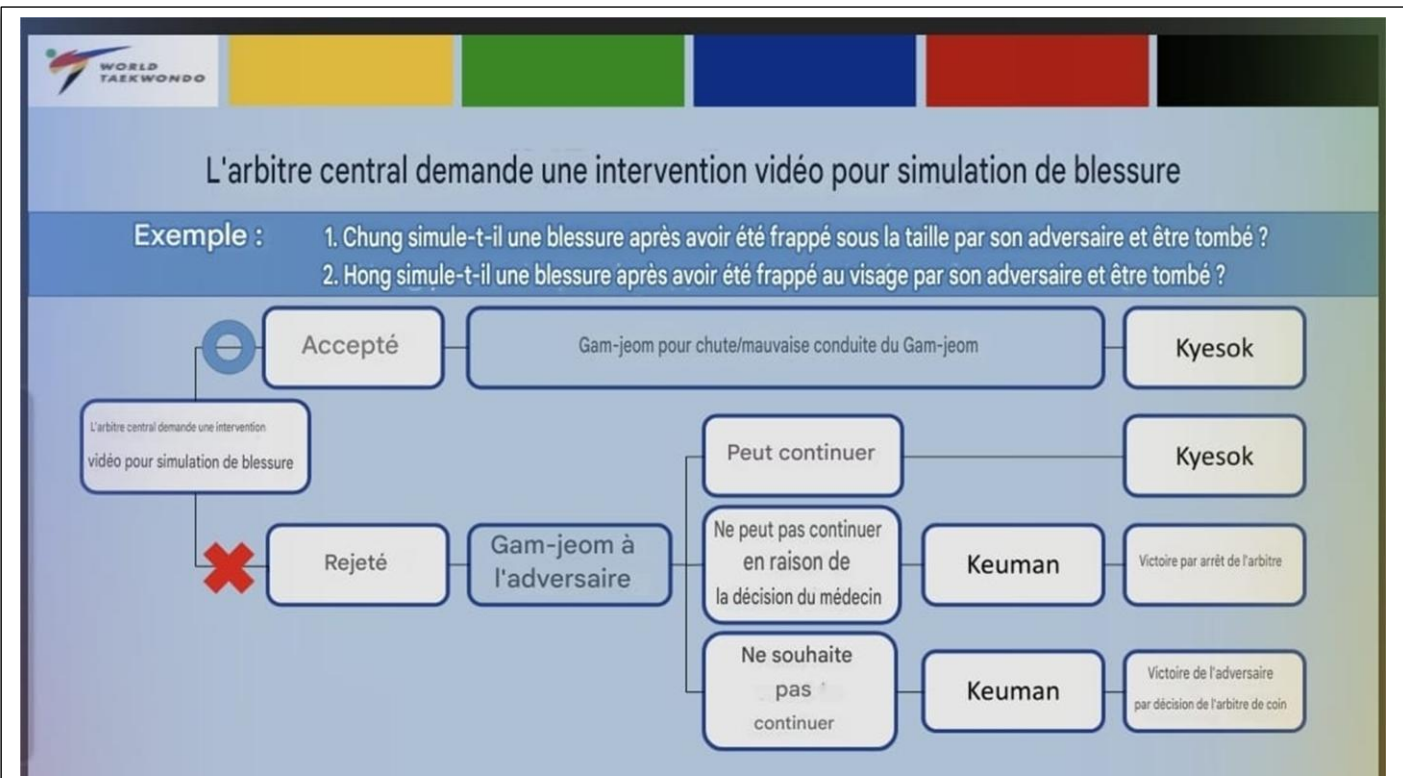 WORLD
TAEKWONDO
L'arbitre central demande une intervention vidéo pour simulation de blessure
Exemple :
1. Chung simule-t-il une blessure après avoir été frappé sous la taille par son adversaire et être tombé ?
2. Hong simule-t-il une blessure après avoir été frappé au visage par son adversaire et être tombé ?
Accepté
Gam-jeom pour chute/mauvaise conduite du Gam-jeom
Kyesok
L'arbitre central demande une intervention
vidéo pour simulation de blessure
Peut continuer
Kyesok
Rejeté
Gam-jeom à
l'adversaire
Ne peut pas continuer
en raison de
la décision du médecin
Keuman
Victoire par arrêt de l'arbitre
Ne souhaite
pas
continuer
Keuman
Victoire de l'adversaire
par décision de l'arbitre de coin